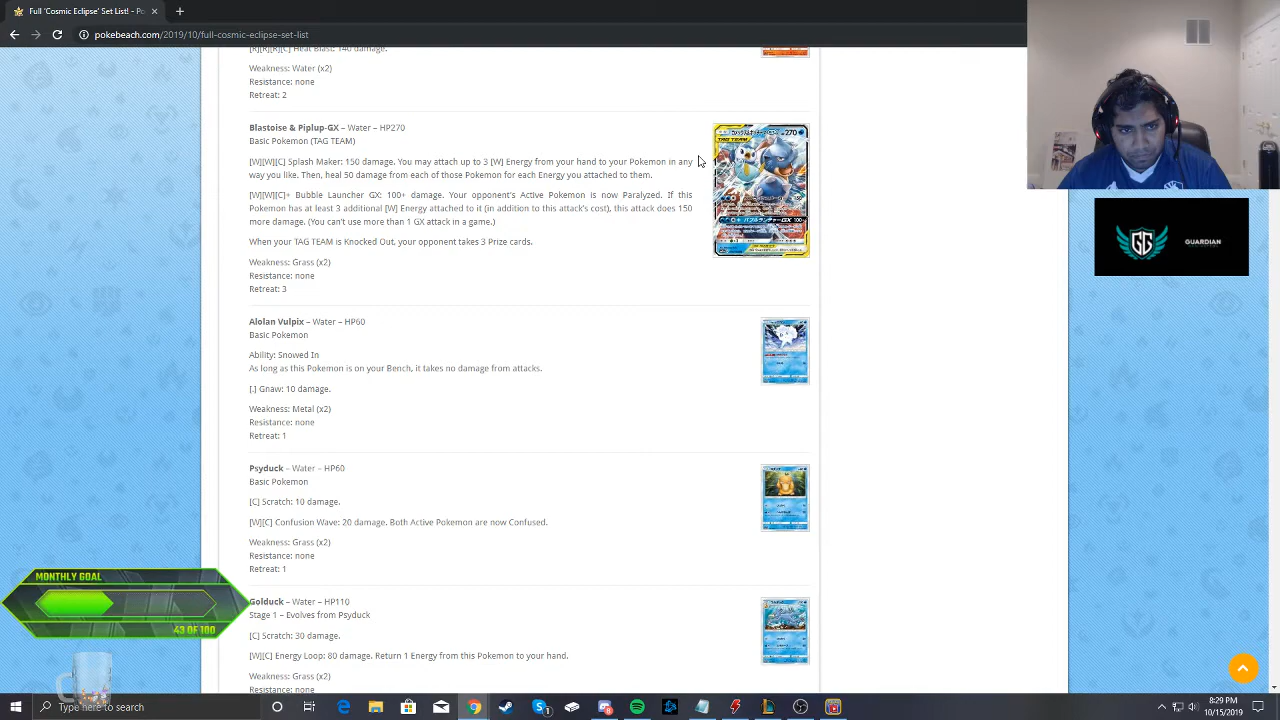 Full 'Cosmic Eclipse' Set List - Po
pokebeach.com/2019/10/full-cosmic-eclipse-set-list
[R][R][R][C] Heat Blast: 140 damage.
Weakness: Water (x2)
Resistance: none
Retreat: 2
Blastoise & Piplup-GX – Water – HP270
Basic Pokemon (TAG TEAM)
[W][W][C] Splash Maker: 150 damage. You may attach up to 3 [W] Energy from your hand to your Pokemon in any
way you like. Then, heal 50 damage from each of those Pokemon for each Energy you attached to them.
[W][W][C]+ Bubble Launcher GX: 100+ damage. Your opponent's Active Pokemon is now Paralyzed. If this
Pokemon has at least 3 additional [W] Energy attached to it (in addition to this attack's cost), this attack does 150
more damage. (You can't use more than 1 GX attack in a game.)
When your TAG TEAM is Knocked Out, your opponent takes 3 Prize cards.
Weakness: Grass (x2)
Resistance: none
Retreat: 3
270
Alolan Vulpix – Water – HP60
Basic Pokemon
Ability: Snowed In
As long as this Pokemon is on your Bench, it takes no damage from attacks.
[.] Gnaw: 10 damage.
Weakness: Metal (x2)
Resistance: none
Retreat: 1
Psyduck – Water – HP60
Basic Pokemon
[C] Scratch: 10 damage.
[W][C] Confusion Wave: 20 damage. Both Active Pokemon are now Confused.
Weakness: Grass (x2)
Resistance: none
Retreat: 1
Golduck – Water – HP110
Stage 1 – Evolves from Psyduck
[C] Scratch: 30 damage.
[W][C] Energy Loop: 80 damage. Return 1 Energy from this Pokemon to your hand.
Weakness: Grass (x2)
Resistance: none
MONTHLY GOAL
43 OF 100
GG
GUARDIAN
Type here to search
8:29 PM
10/15/2019